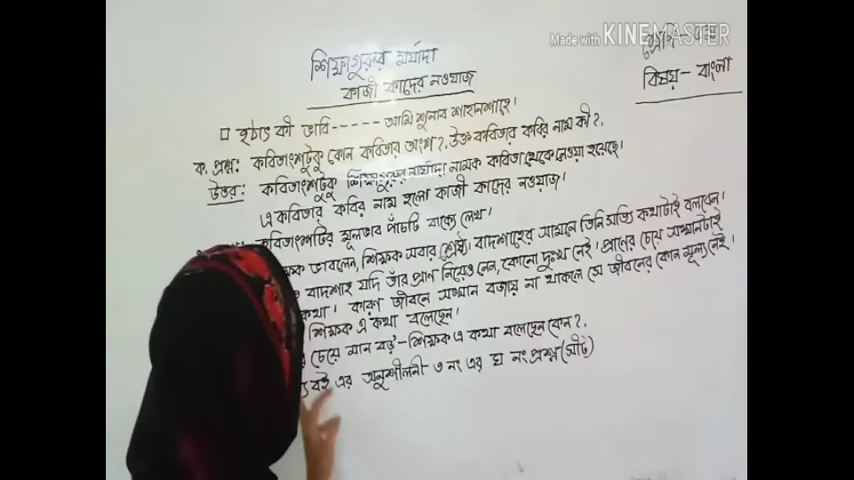 Made with KINEMASTER
শ্রেণি - ৫ম
বিষয় - বাংলা
শিক্ষাগুরুর মর্যাদা
কাজী কাদের নওয়াজ
হঠাৎ কী ভাবি ----- আমি শুনাব শাহানশাহে।
ক. প্রশ্ন: কবিতাংশটুকু কোন কবিতার অংশ?, উক্ত কবিতার কবির নাম কী?,
উত্তর: কবিতাংশটুকু শিক্ষাগুরুর মর্যাদা নামক কবিতা থেকে নেওয়া হয়েছে।
এ কবিতার কবির নাম হলো কাজী কাদের নওয়াজ।
কবিতাংশটির মূলভাব পাঁচটি বাক্যে লেখ।
ভাবলেন, শিক্ষক সবার শ্রেষ্ঠ। বাদশাহের সামনে তিনি সত্যি কথাটাই বলবেন।
বাদশাহ যদি তাঁর প্রাণ নিয়েও নেন, কোনো দুঃখ নেই। প্রাণের চেয়ে সম্মানটাই
কথা। কারণ জীবনে সম্মান বজায় না থাকলে সে জীবনের কোন মূল্য নেই।
শিক্ষক এ কথা বলেছেন।
চেয়ে মান বড়' - শিক্ষক এ কথা বলেছেন কেন?,
বই এর অনুশীলনী ৩ নং এর ঘ নং প্রশ্ন (সীট)